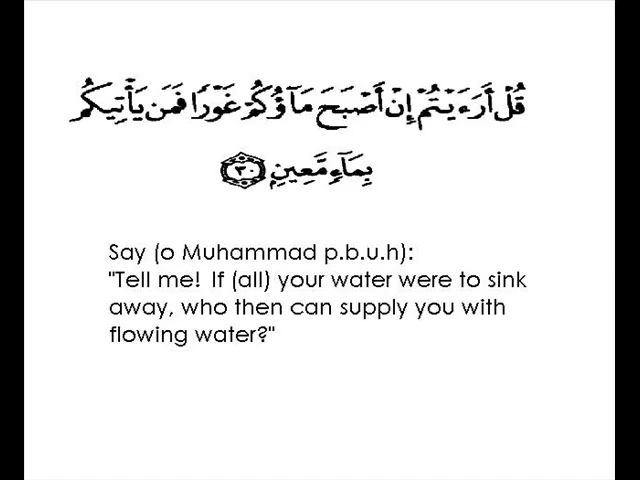 قُلْ أَرَءَيْتُمْ إِنْ أَصْبَحَ مَآؤُكُمْ غَوْرًا فَمَن يَأْتِيكُم
بِمَآءٍ مَّعِينٍۭ ٣٠
Say (o Muhammad p.b.u.h):
"Tell me! If (all) your water were to sink
away, who then can supply you with
flowing water?"